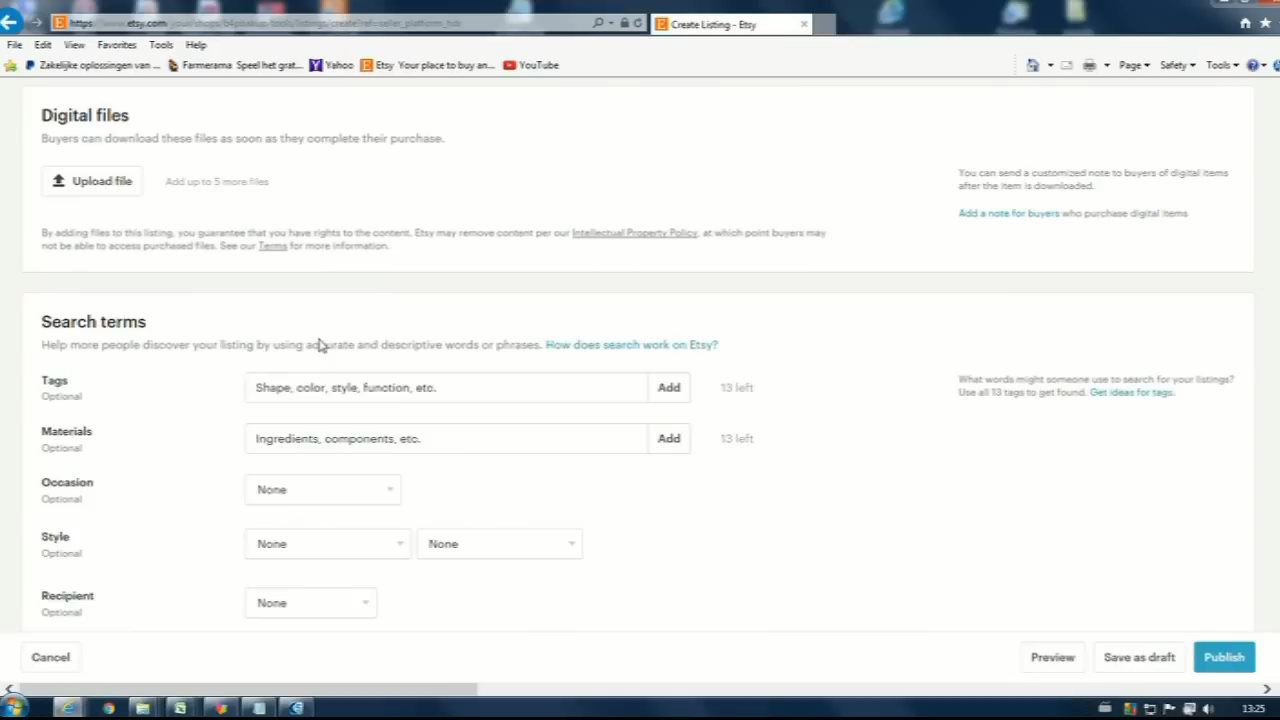 https://www.etsy.com/your/shops/
Create Listing - Etsy
File Edit View Favorites Tools Help
Zakelijke oplossingen van ... Farmerama Speel het grat... Yahoo Etsy Your place to buy an... YouTube
Page Safety Tools
Digital files
Buyers can download these files as soon as they complete their purchase.
Upload file Add up to 5 more files
You can send a customized note to buyers of digital items
after the item is downloaded.
Add a note for buyers who purchase digital items
By adding files to this listing, you guarantee that you have rights to the content. Etsy may remove content per our Intellectual Property Policy, at which point buyers may
not be able to access purchased files. See our Terms for more information.
Search terms
Help more people discover your listing by using accurate and descriptive words or phrases. How does search work on Etsy?
Tags
Optional
Shape, color, style, function, etc. Add 13 left
What words might someone use to search for your listings?
Use all 13 tags to get found. Get ideas for tags.
Materials
Optional
Ingredients, components, etc. Add 13 left
Occasion
Optional
None
Style
Optional
None None
Recipient
Optional
None
Cancel Preview Save as draft Publish
13:25